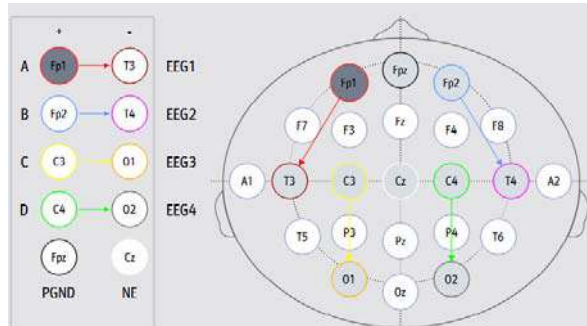 + -
A Fp1 T3 EEG1
B Fp2 T4 EEG2
C C3 O1 EEG3
D C4 O2 EEG4
Fpz Cz
PGND NE
Fpz
Fp1 Fp2
F7 F3 Fz F4 F8
A1 T3 C3 Cz C4 T4 A2
T5 P3 Pz P4 T6
O1 Oz O2